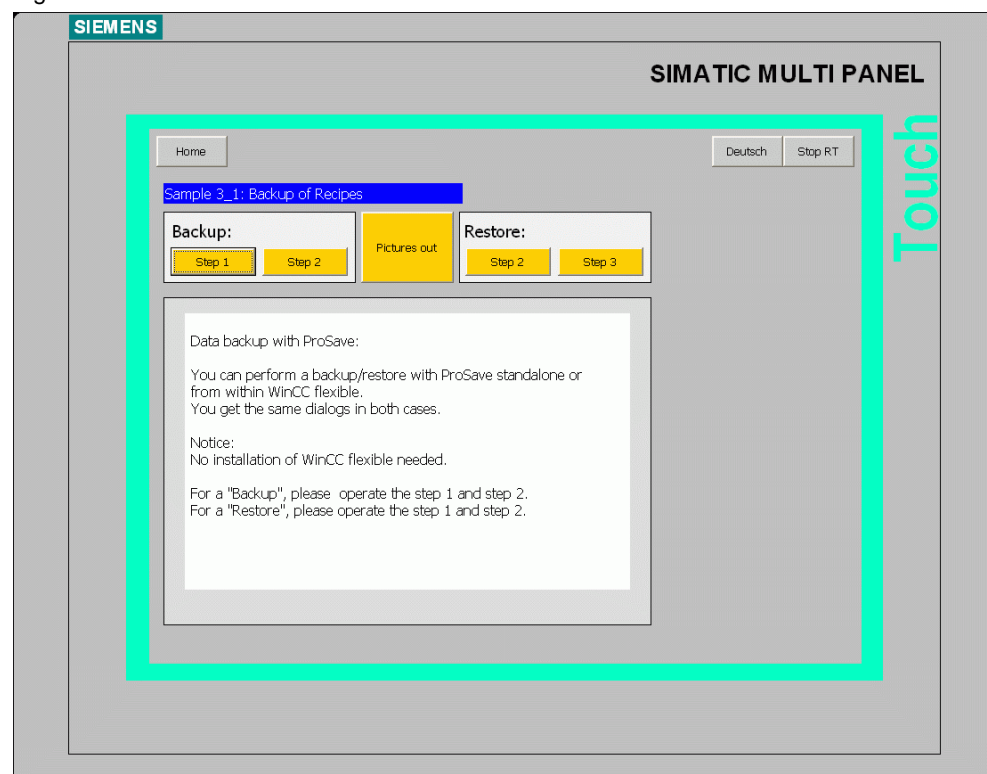 SIEMENS
SIMATIC MULTI PANEL
Touch
Home
Deutsch
Stop RT
Sample 3_1: Backup of Recipes
Backup:
Step 1
Step 2
Pictures out
Restore:
Step 2
Step 3
Data backup with ProSave:
You can perform a backup/restore with ProSave standalone or
from within WinCC flexible.
You get the same dialogs in both cases.
Notice:
No installation of WinCC flexible needed.
For a "Backup", please operate the step 1 and step 2.
For a "Restore", please operate the step 1 and step 2.